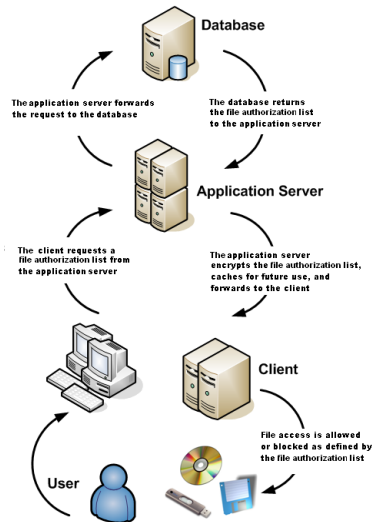 Database
The application server forwards
the request to the database
The database returns
the file authorization list
to the application server
Application Server
The client requests a
file authorization list from
the application server
The application server
encrypts the file authorization list,
caches for future use, and
forwards to the client
Client
File access is allowed
or blocked as defined by
the file authorization list
User